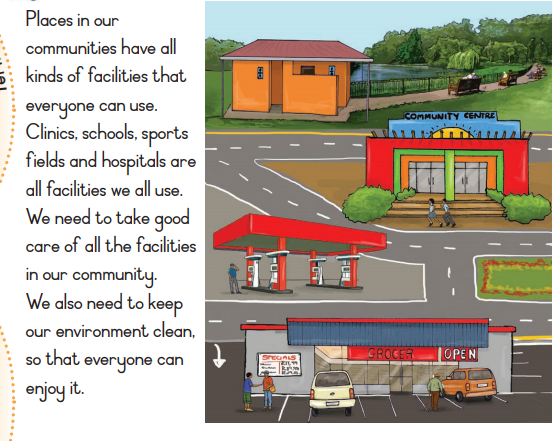 Places in our
communities have all
kinds of facilities that
everyone can use.
Clinics, schools, sports
fields and hospitals are
all facilities we all use.
We need to take good
care of all the facilities
in our community.
We also need to keep
our environment clean,
so that everyone can
enjoy it.
COMMUNITY CENTRE
GROCER OPEN
SPECIALS